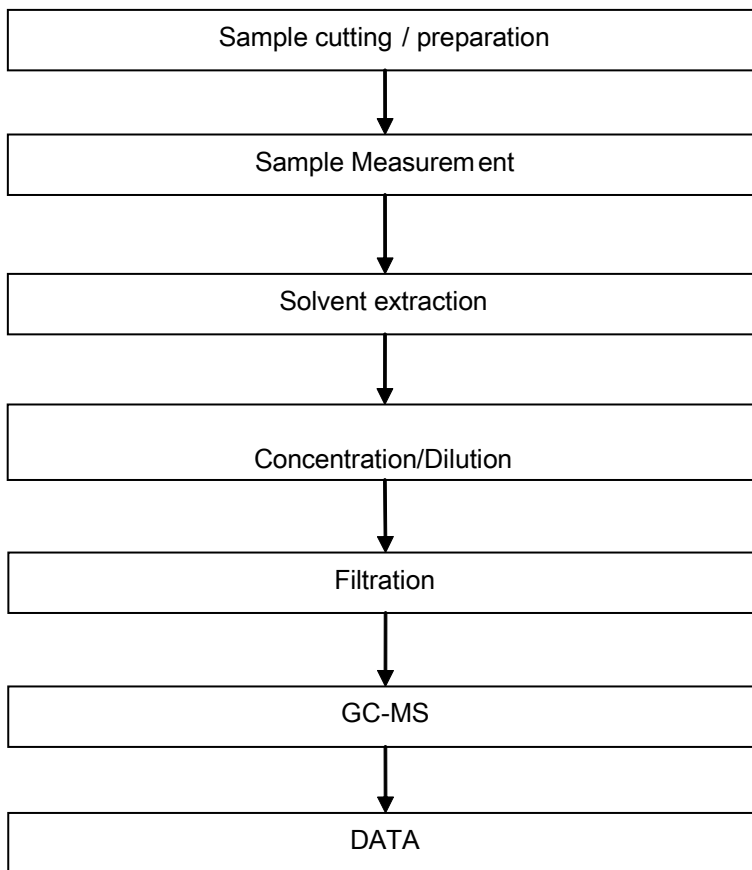 Sample cutting / preparation
Sample Measurement
Solvent extraction
Concentration/Dilution
Filtration
GC-MS
DATA